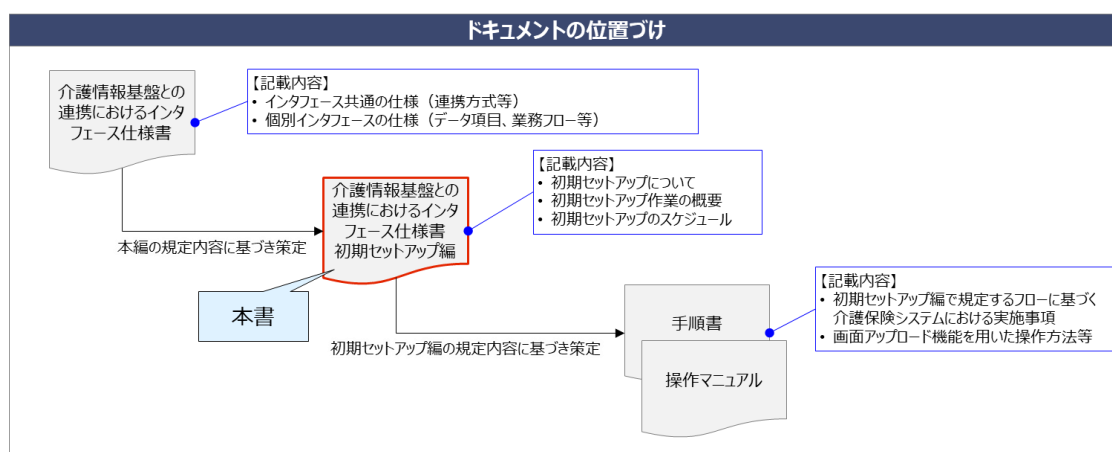 ドキュメントの位置づけ
介護情報基盤との
連携におけるインタ
フェース仕様書
【記載内容】
• インタフェース共通の仕様（連携方式等）
• 個別インタフェースの仕様（データ項目、業務フロー等）
本編の規定内容に基づき策定
介護情報基盤との
連携におけるインタ
フェース仕様書
初期セットアップ編
【記載内容】
• 初期セットアップについて
• 初期セットアップ作業の概要
• 初期セットアップのスケジュール
本書
初期セットアップ編の規定内容に基づき策定
手順書
操作マニュアル
【記載内容】
• 初期セットアップ編で規定するフローに基づく
介護保険システムにおける実施事項
• 画面アップロード機能を用いた操作方法等